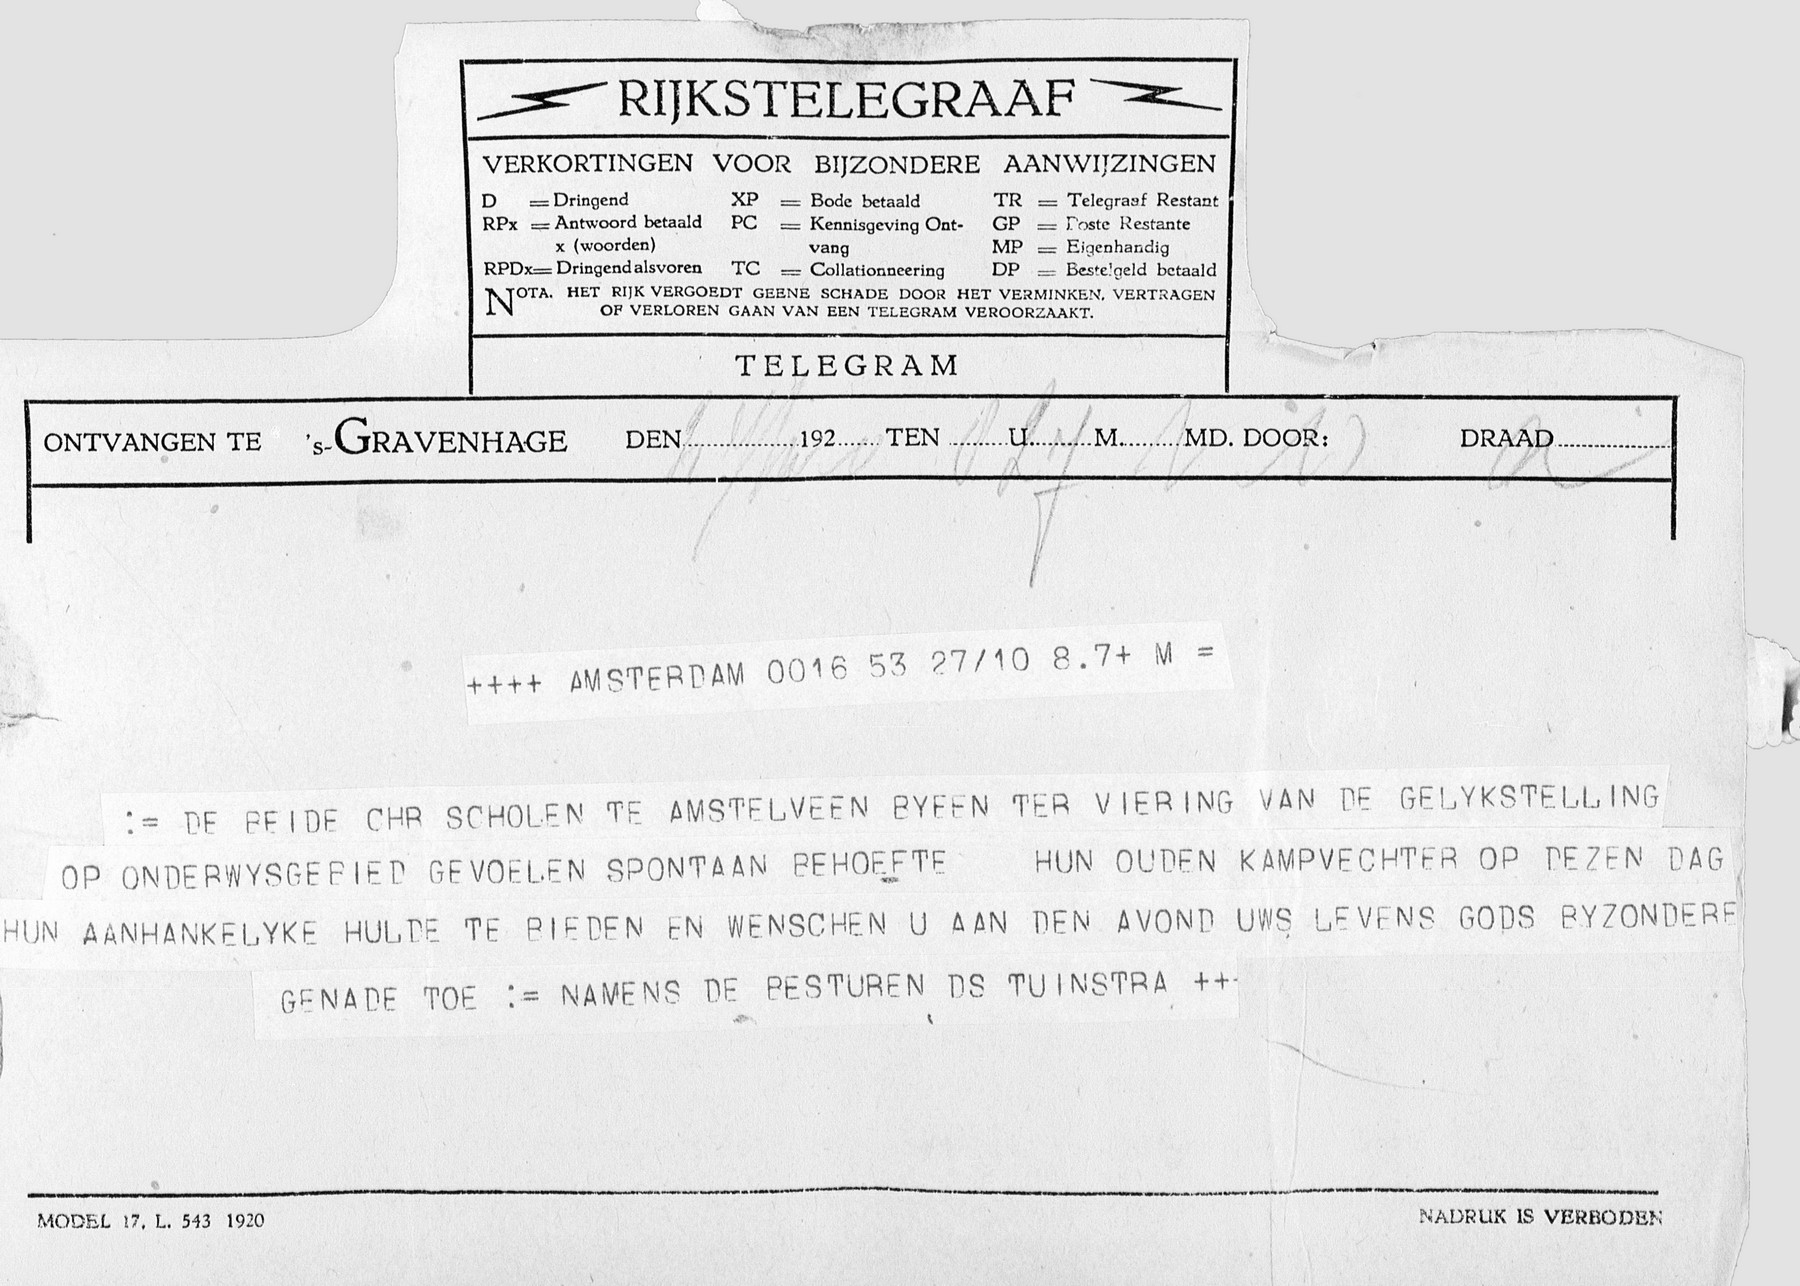 RIJKSTELEGRAAF
VERKORTINGEN VOOR BIJZONDERE AANWIJZINGEN
D = Dringend XP = Bode betaald TR = Telegraaf Restant
RPx = Antwoord betaald PC = Kennisgeving Ont- GP = Poste Restante
x (woorden) vang MP = Eigenhandig
RPDx= Dringend alsvoren TC = Collationneering DP = Bestelgeld betaald
NOTA. HET RIJK VERGOEDT GEENE SCHADE DOOR HET VERMINKEN, VERTRAGEN
OF VERLOREN GAAN VAN EEN TELEGRAM VEROORZAAKT.
TELEGRAM
ONTVANGEN TE 's-GRAVENHAGE DEN 192 TEN U. M. MD. DOOR: DRAAD
++++ AMSTERDAM 0016 53 27/10 8.7+ M =
:= DE BEIDE CHR SCHOLEN TE AMSTELVEEN BYEEN TER VIERING VAN DE GELYKSTELLING
OP ONDERWYSGEBIED GEVOELEN SPONTAAN BEHOEFTE HUN OUDEN KAMPVECHTER OP DEZEN DAG
HUN AANHANKELYKE HULDE TE BIEDEN EN WENSCHEN U AAN DEN AVOND UWS LEVENS GODS BYZONDERE
GENADE TOE := NAMENS DE BESTUREN DS TUINSTRA +++
MODEL 17, L. 543 1920
NADRUK IS VERBODEN